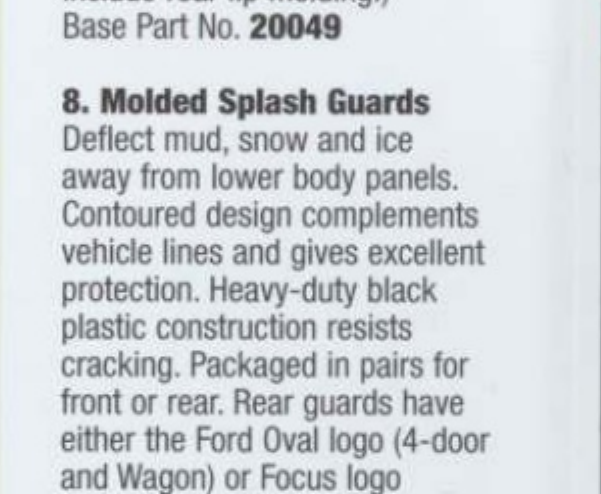 Base Part No. 20049
8. Molded Splash Guards
Deflect mud, snow and ice
away from lower body panels.
Contoured design complements
vehicle lines and gives excellent
protection. Heavy-duty black
plastic construction resists
cracking. Packaged in pairs for
front or rear. Rear guards have
either the Ford Oval logo (4-door
and Wagon) or Focus logo